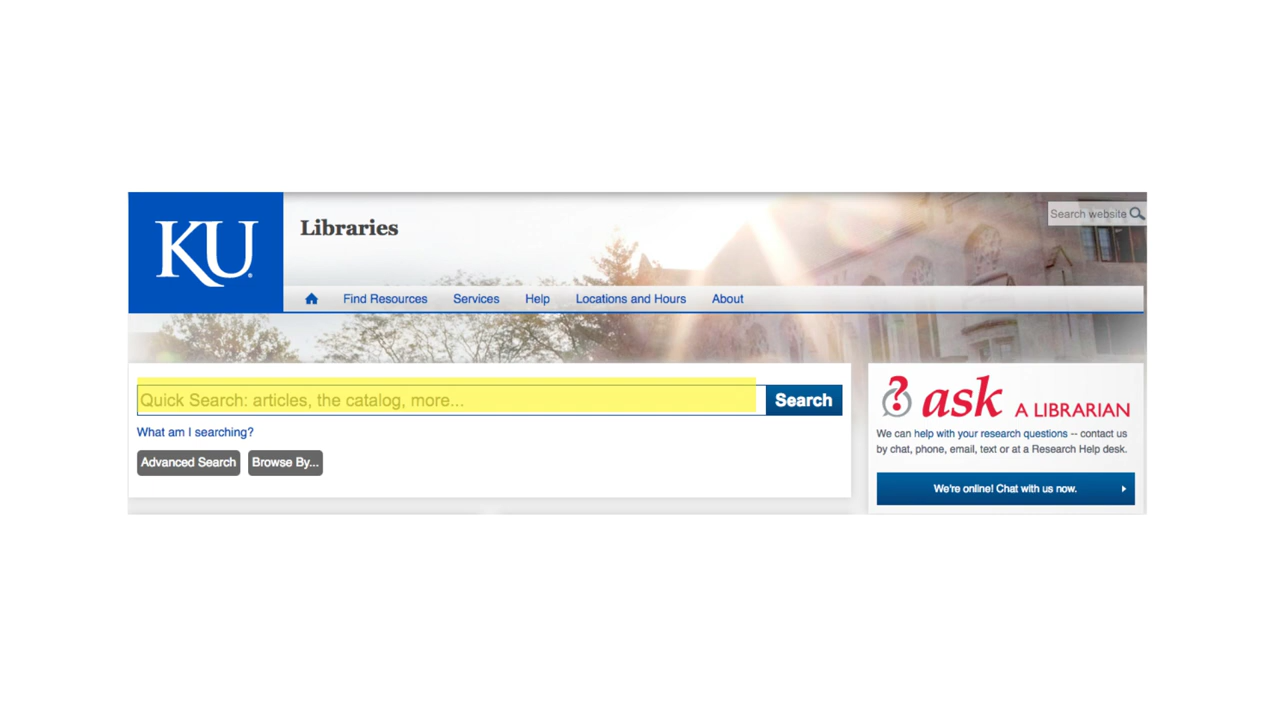 KU
Libraries
Search website
Find Resources Services Help Locations and Hours About
Quick Search: articles, the catalog, more...
Search
What am I searching?
Advanced Search Browse By...
? ask A LIBRARIAN
We can help with your research questions -- contact us
by chat, phone, email, text or at a Research Help desk.
We're online! Chat with us now.